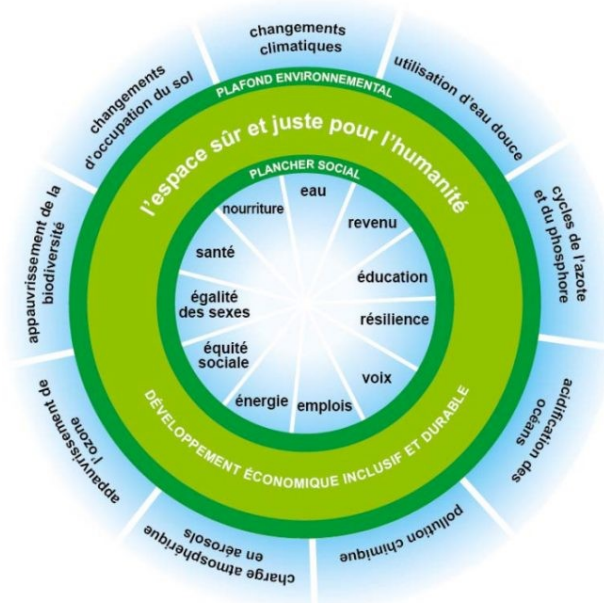 changements
climatiques
utilisation d'eau douce
cycles de l'azote
et du phosphore
acidification des
océans
pollution chimique
charge atmosphérique
en aérosols
appauvrissement de
l'ozone
appauvrissement de la
biodiversité
changements
d'occupation du sol
PLAFOND ENVIRONNEMENTAL
l'espace sûr et juste pour l'humanité
PLANCHER SOCIAL
eau
revenu
éducation
résilience
voix
emplois
énergie
équité
sociale
égalité
des sexes
santé
nourriture
DÉVELOPPEMENT ÉCONOMIQUE INCLUSIF ET DURABLE